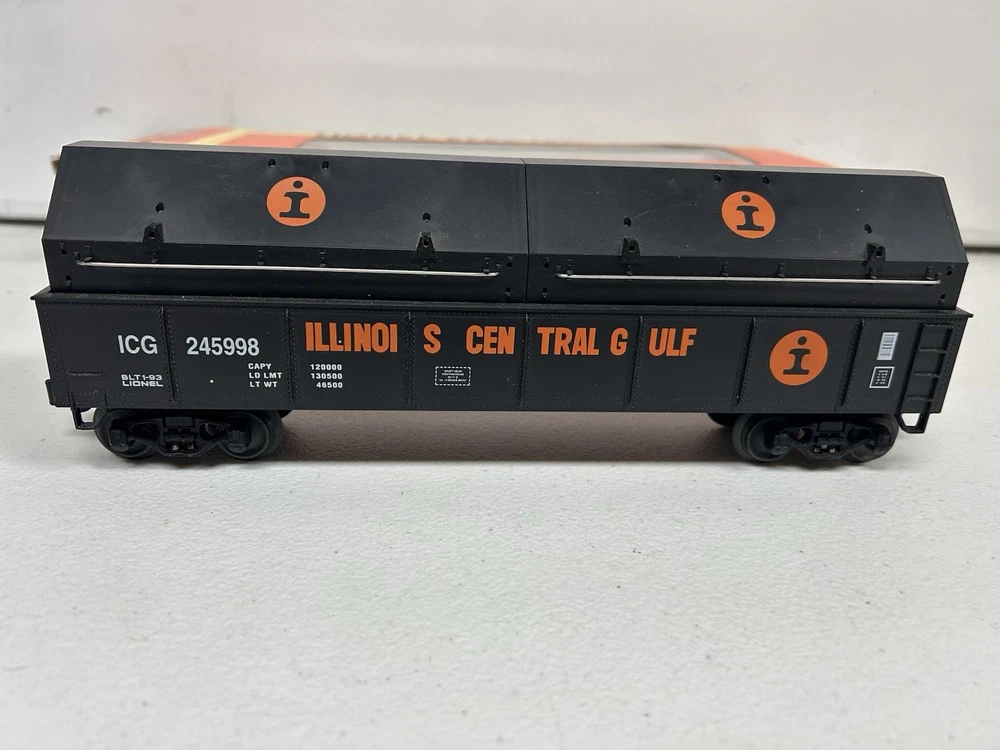 i i
ICG 245998 ILLINOI S CEN TRAL G ULF i
CAPY 120000
LD LMT 130500
LT WT 46500
BLT 1-93
LIONEL